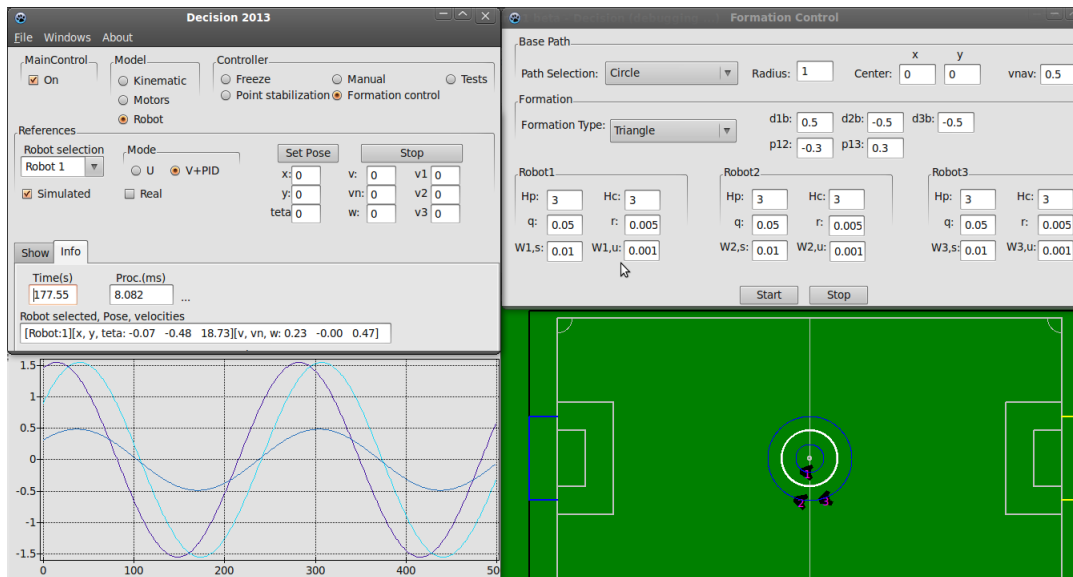 Decision 2013
File Windows About
MainControl Model Controller
On Kinematic Freeze Manual Tests
Motors Point stabilization Formation control
Robot
References
Robot selection Mode Set Pose Stop
Robot 1 U V+PID x: 0 v: 0 v1 0
Simulated Real y: 0 vn: 0 v2 0
teta 0 w: 0 v3 0
Show Info
Time(s) Proc.(ms)
177.55 8.082 ...
Robot selected, Pose, velocities
[Robot:1][x, y, teta: -0.07 -0.48 18.73][v, vn, w: 0.23 -0.00 0.47]
Formation Control
Base Path
x y
Path Selection: Circle Radius: 1 Center: 0 0 vnav: 0.5
Formation
Formation Type: Triangle d1b: 0.5 d2b: -0.5 d3b: -0.5
p12: -0.3 p13: 0.3
Robot1 Robot2 Robot3
Hp: 3 Hc: 3 Hp: 3 Hc: 3 Hp: 3 Hc: 3
q: 0.05 r: 0.005 q: 0.05 r: 0.005 q: 0.05 r: 0.005
W1,s: 0.01 W1,u: 0.001 W2,s: 0.01 W2,u: 0.001 W3,s: 0.01 W3,u: 0.001
Start Stop
1.5
1
0.5
0
-0.5
-1
-1.5
0 100 200 300 400 50
1
2 3